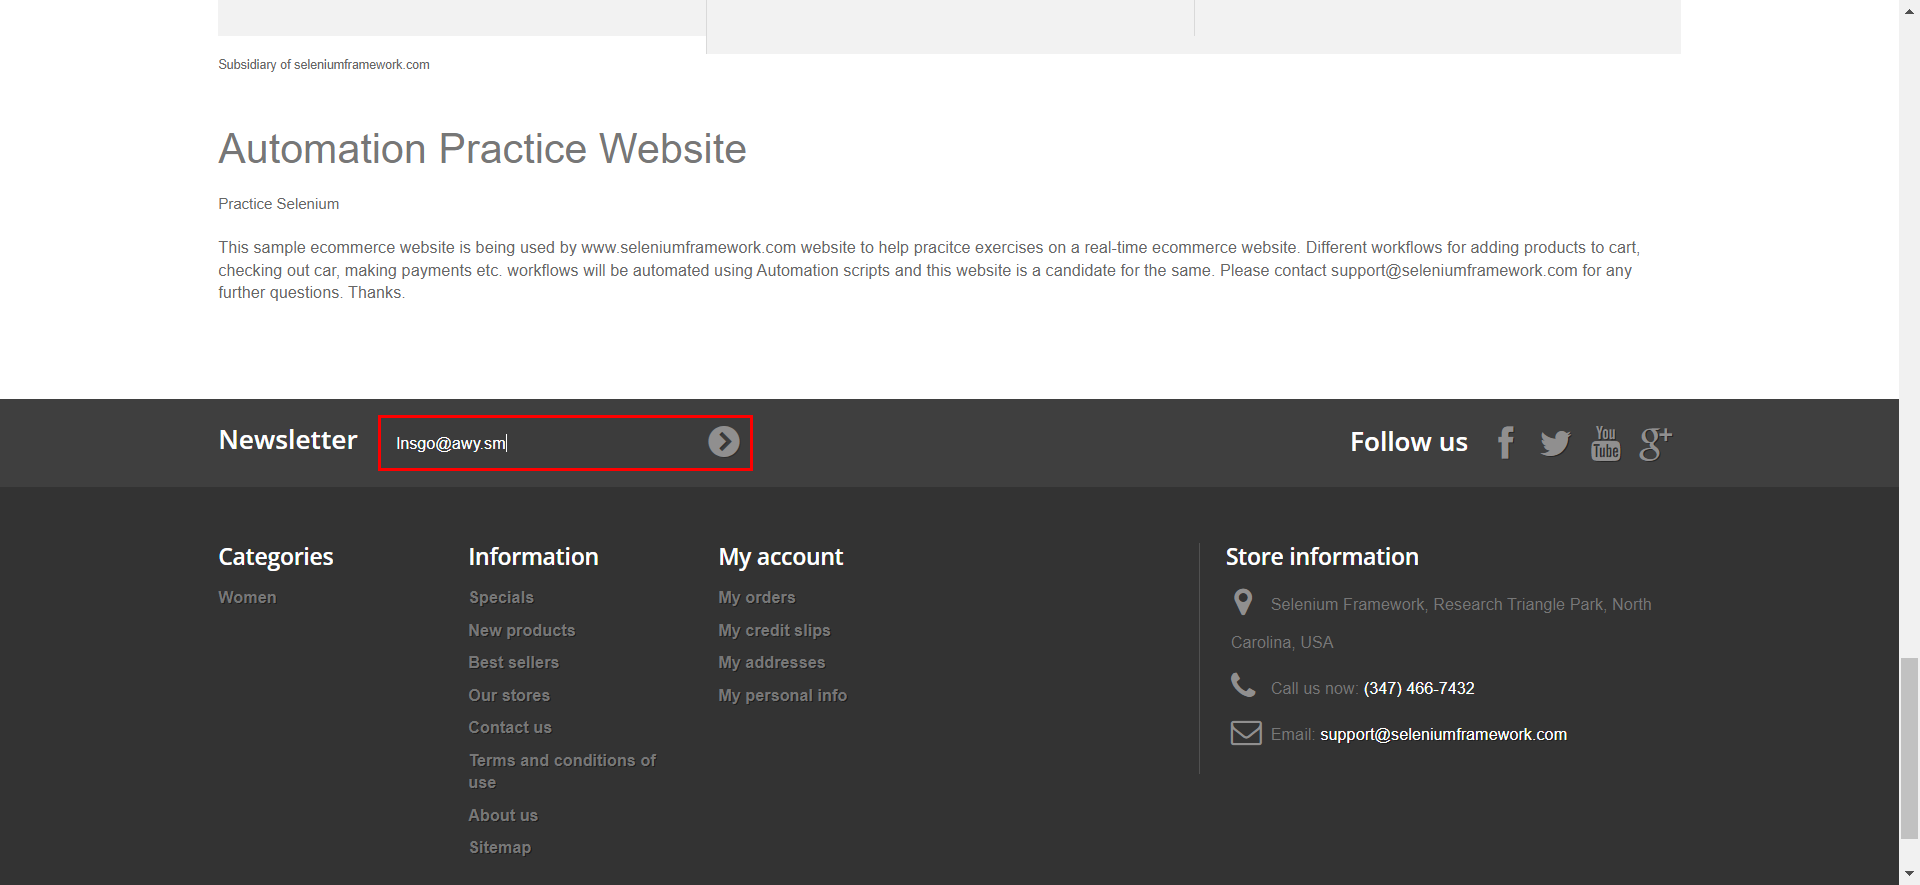 Subsidiary of seleniumframework.com
Automation Practice Website
Practice Selenium
This sample ecommerce website is being used by www.seleniumframework.com website to help pracitce exercises on a real-time ecommerce website. Different workflows for adding products to cart,
checking out car, making payments etc. workflows will be automated using Automation scripts and this website is a candidate for the same. Please contact support@seleniumframework.com for any
further questions. Thanks.
Newsletter
lnsgo@awy.sm
Follow us
You
Tube
g+
Categories
Women
Information
Specials
New products
Best sellers
Our stores
Contact us
Terms and conditions of
use
About us
Sitemap
My account
My orders
My credit slips
My addresses
My personal info
Store information
Selenium Framework, Research Triangle Park, North
Carolina, USA
Call us now: (347) 466-7432
Email: support@seleniumframework.com